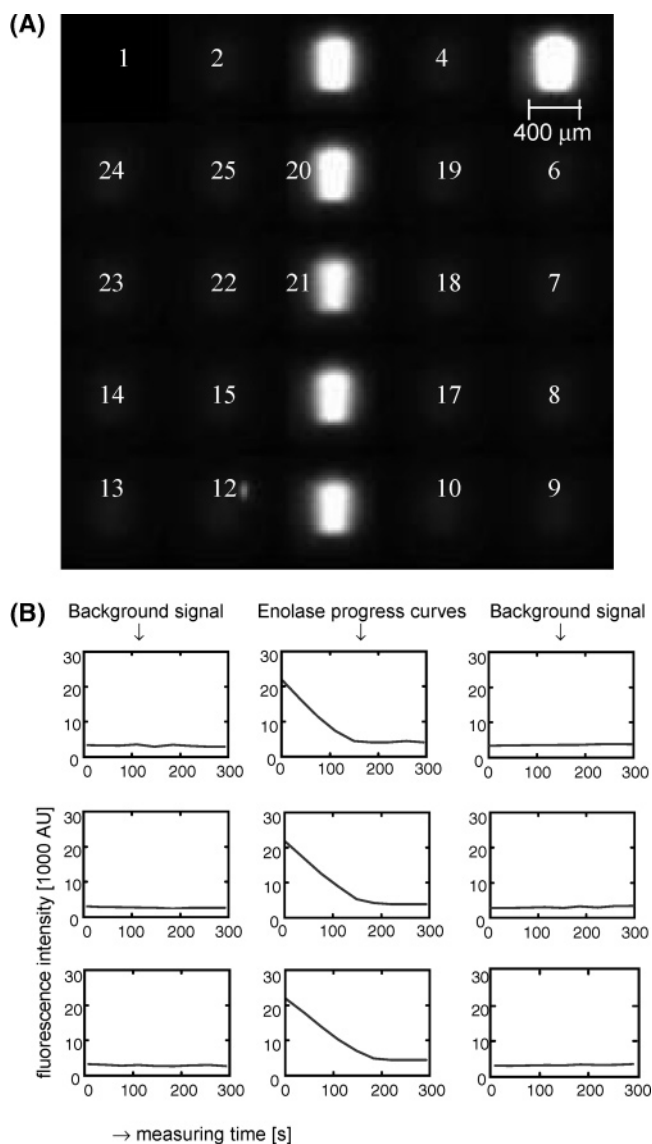 (A)
1 2 4
400 μm
24 25 20 19 6
23 22 21 18 7
14 15 17 8
13 12 10 9
(B)
Background signal Enolase progress curves Background signal
↓ ↓ ↓
30 30 30
20 20 20
10 10 10
0 0 0
0 100 200 300 0 100 200 300 0 100 200 300
30 30 30
20 20 20
10 10 10
0 0 0
0 100 200 300 0 100 200 300 0 100 200 300
30 30 30
20 20 20
10 10 10
0 0 0
0 100 200 300 0 100 200 300 0 100 200 300
fluorescence intensity [1000 AU]
→ measuring time [s]